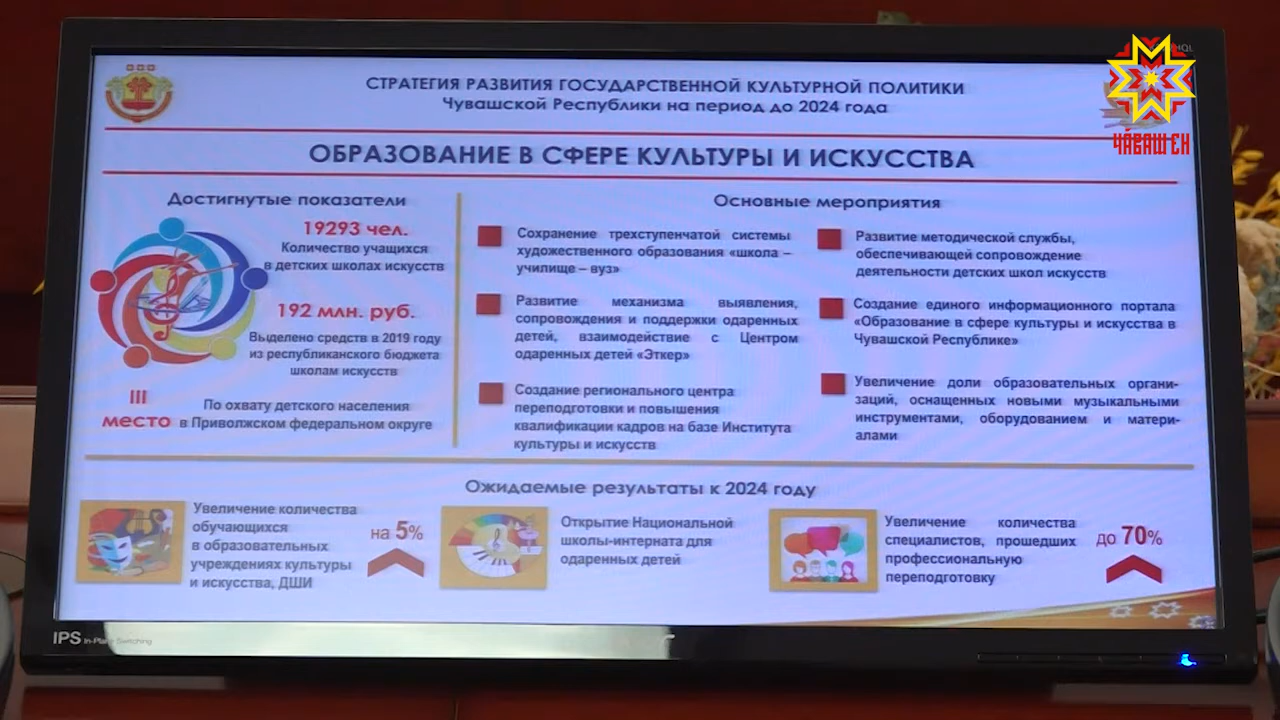 СТРАТЕГИЯ РАЗВИТИЯ ГОСУДАРСТВЕННОЙ КУЛЬТУРНОЙ ПОЛИТИКИ
Чувашской Республики на период до 2024 года
ЧӐВАШ ЕН
ОБРАЗОВАНИЕ В СФЕРЕ КУЛЬТУРЫ И ИСКУССТВА
Достигнутые показатели
19293 чел.
Количество учащихся
в детских школах искусств
192 млн. руб.
Выделено средств в 2019 году
из республиканского бюджета
школам искусств
III
место
По охвату детского населения
в Приволжском федеральном округе
Основные мероприятия
Сохранение трехступенчатой системы
художественного образования «школа –
училище – вуз»
Развитие механизма выявления,
сопровождения и поддержки одаренных
детей, взаимодействие с Центром
одаренных детей «Эткер»
Создание регионального центра
переподготовки и повышения
квалификации кадров на базе Института
культуры и искусств
Развитие методической службы,
обеспечивающей сопровождение
деятельности детских школ искусств
Создание единого информационного портала
«Образование в сфере культуры и искусства в
Чувашской Республике»
Увеличение доли образовательных органи-
заций, оснащенных новыми музыкальными
инструментами, оборудованием и матери-
алами
Ожидаемые результаты к 2024 году
Увеличение количества
обучающихся
в образовательных
учреждениях культуры
и искусства, ДШИ
на 5%
Открытие Национальной
школы-интерната для
одаренных детей
Увеличение количества
специалистов, прошедших
профессиональную
переподготовку
до 70%
IPS In-Plane Switching